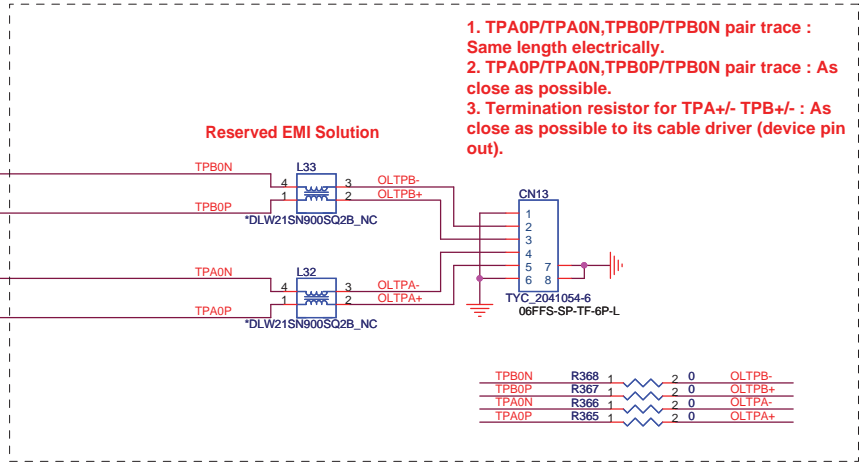 1. TPA0P/TPA0N,TPB0P/TPB0N pair trace :
Same length electrically.
2. TPA0P/TPA0N,TPB0P/TPB0N pair trace : As
close as possible.
3. Termination resistor for TPA+/- TPB+/- : As
close as possible to its cable driver (device pin
out).
Reserved EMI Solution
TPB0N
L33
4
3
OLTPB-
1
2
OLTPB+
TPB0P
*DLW21SN900SQ2B_NC
TPA0N
L32
4
3
OLTPA-
1
2
OLTPA+
TPA0P
*DLW21SN900SQ2B_NC
CN13
1
2
3
4
5
7
6
8
TYC_2041054-6
06FFS-SP-TF-6P-L
TPB0N R368 1 2 0 OLTPB-
TPB0P R367 1 2 0 OLTPB+
TPA0N R366 1 2 0 OLTPA-
TPA0P R365 1 2 0 OLTPA+